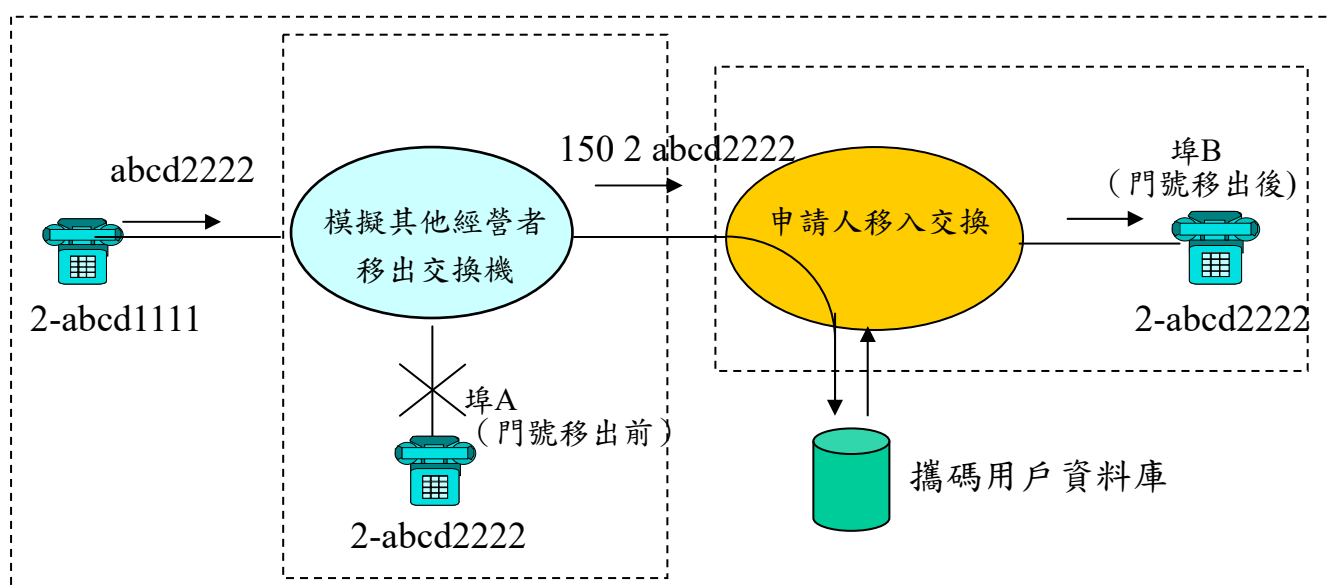 abcd2222
2-abcd1111
模擬其他經營者
移出交換機
150 2 abcd2222
申請人移入交換
埠B
（門號移出後)
2-abcd2222
埠A
（門號移出前）
2-abcd2222
攜碼用戶資料庫